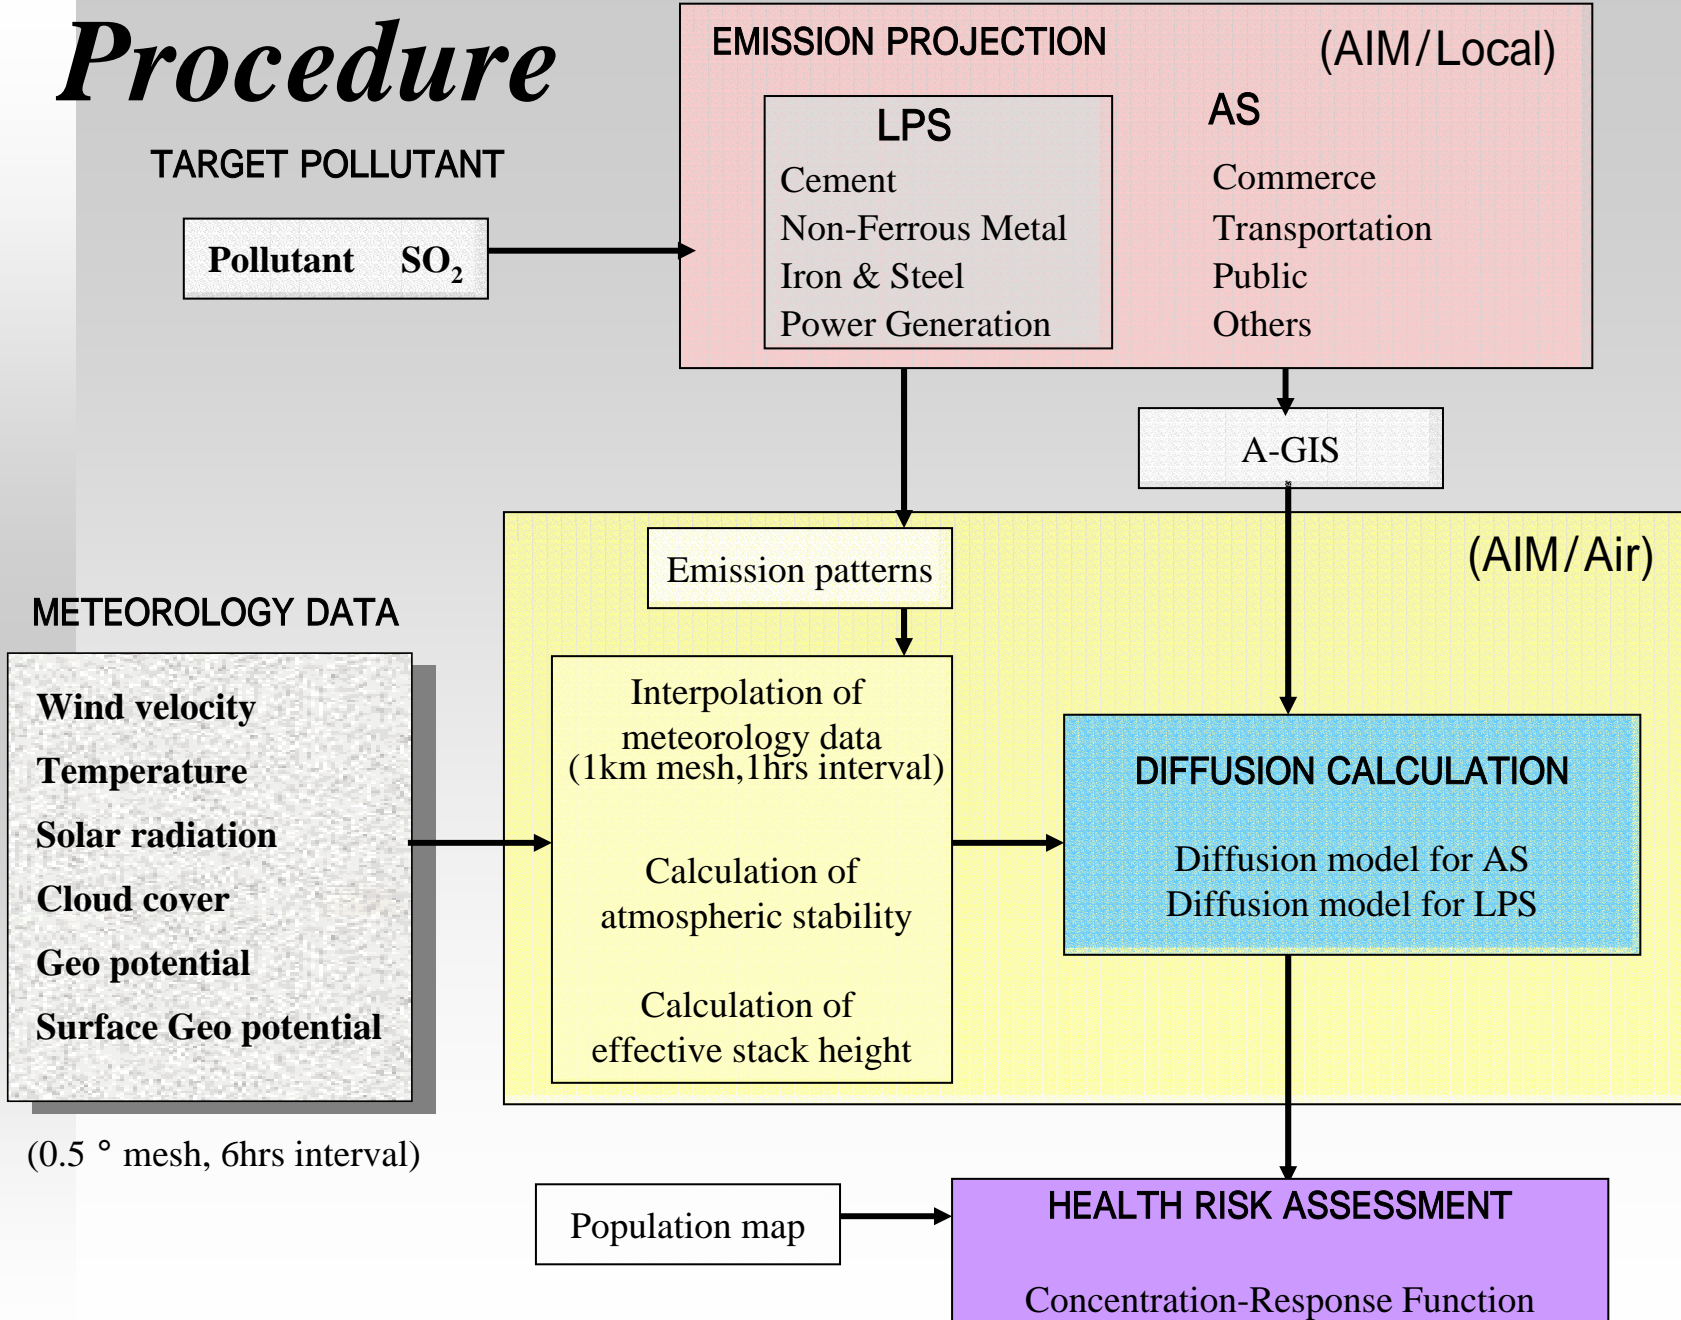 Procedure
TARGET POLLUTANT
Pollutant SO₂
EMISSION PROJECTION
(AIM/Local)
LPS
Cement
Non-Ferrous Metal
Iron & Steel
Power Generation
AS
Commerce
Transportation
Public
Others
A-GIS
(AIM/Air)
Emission patterns
METEOROLOGY DATA
Wind velocity
Temperature
Solar radiation
Cloud cover
Geo potential
Surface Geo potential
(0.5 ° mesh, 6hrs interval)
Interpolation of
meteorology data
(1km mesh,1hrs interval)
Calculation of
atmospheric stability
Calculation of
effective stack height
DIFFUSION CALCULATION
Diffusion model for AS
Diffusion model for LPS
Population map
HEALTH RISK ASSESSMENT
Concentration-Response Function